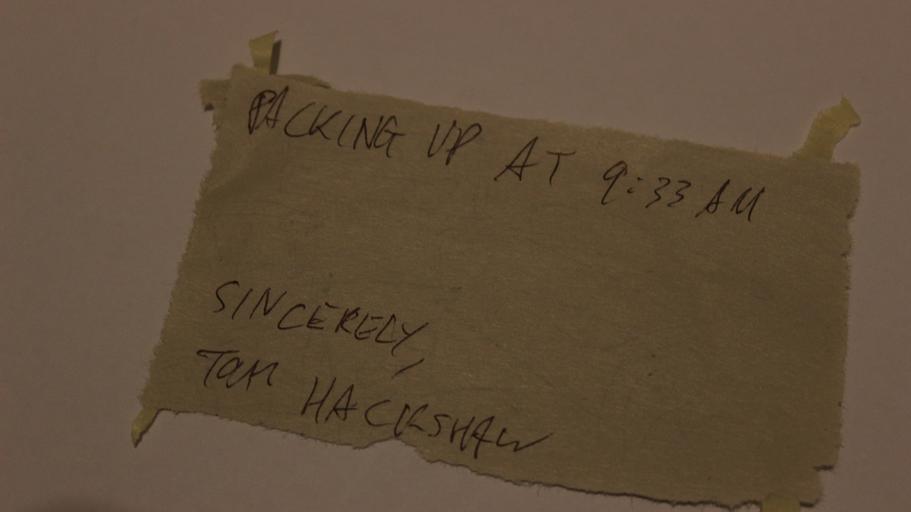 PACKING UP AT 9:33 AM
SINCERELY,
TOM HACKSHAW